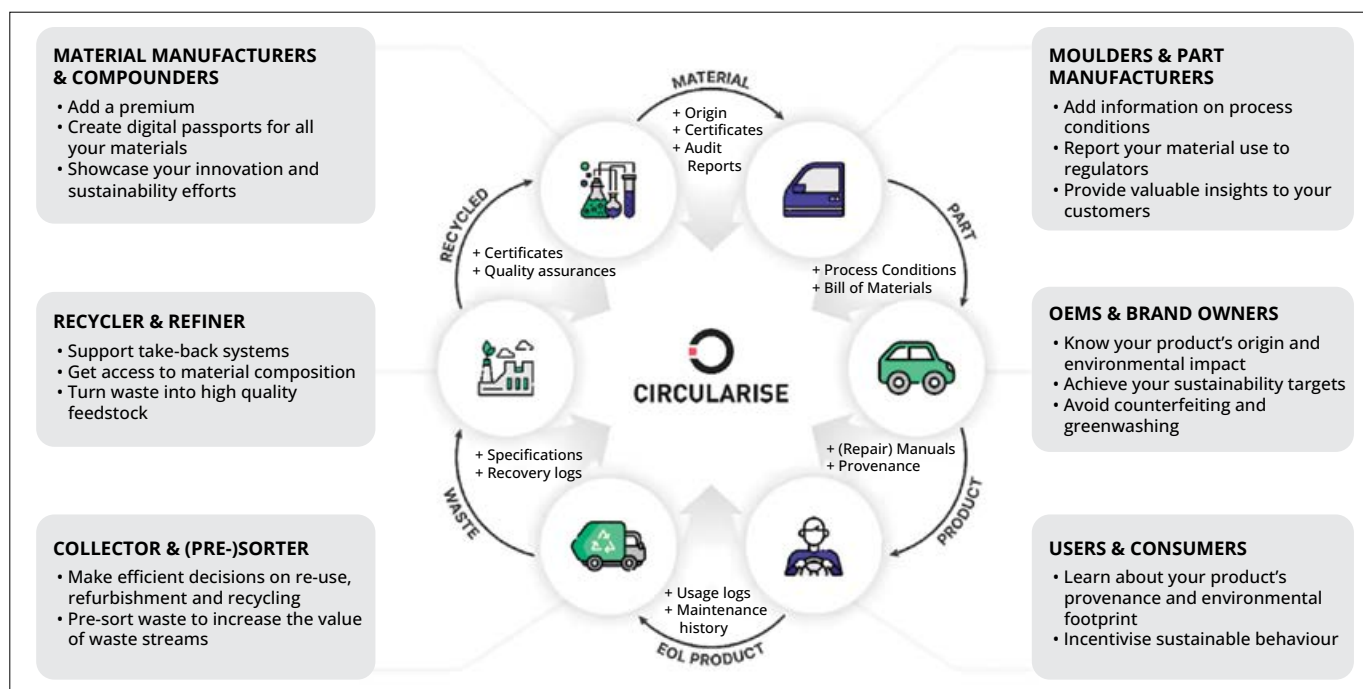 MATERIAL MANUFACTURERS
& COMPOUNDERS
• Add a premium
• Create digital passports for all
your materials
• Showcase your innovation and
sustainability efforts
RECYCLER & REFINER
• Support take-back systems
• Get access to material composition
• Turn waste into high quality
feedstock
COLLECTOR & (PRE-)SORTER
• Make efficient decisions on re-use,
refurbishment and recycling
• Pre-sort waste to increase the value
of waste streams
MATERIAL
+ Origin
+ Certificates
+ Audit
Reports
PART
+ Process Conditions
+ Bill of Materials
PRODUCT
+ (Repair) Manuals
+ Provenance
EOL PRODUCT
+ Usage logs
+ Maintenance
history
WASTE
+ Specifications
+ Recovery logs
RECYCLED
+ Certificates
+ Quality assurances
CIRCULARISE
MOULDERS & PART
MANUFACTURERS
• Add information on process
conditions
• Report your material use to
regulators
• Provide valuable insights to your
customers
OEMS & BRAND OWNERS
• Know your product’s origin and
environmental impact
• Achieve your sustainability targets
• Avoid counterfeiting and
greenwashing
USERS & CONSUMERS
• Learn about your product’s
provenance and environmental
footprint
• Incentivise sustainable behaviour